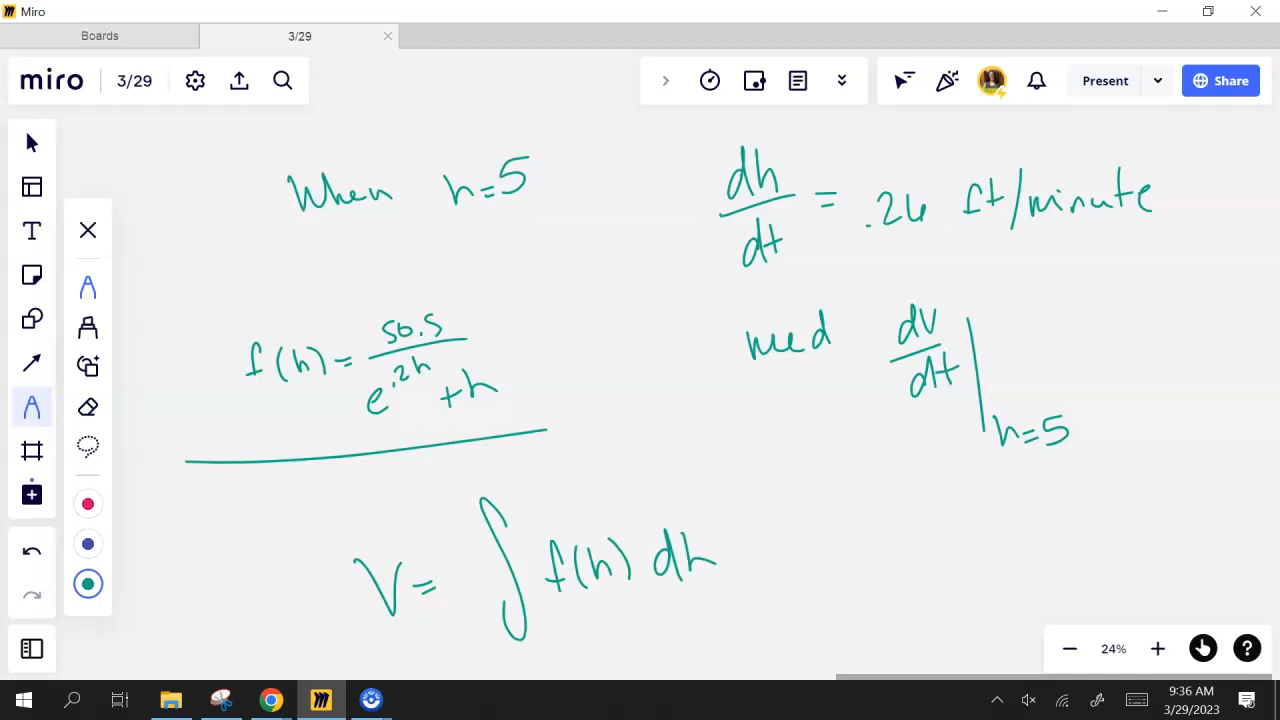 Miro
Boards
3/29
miro
3/29
Present
Share
When h=5
dh/dt = .26 ft/minute
f(h) = 50.5/(e^.2h + h)
need dV/dt | h=5
V = ∫ f(h) dh
24%
9:36 AM
3/29/2023